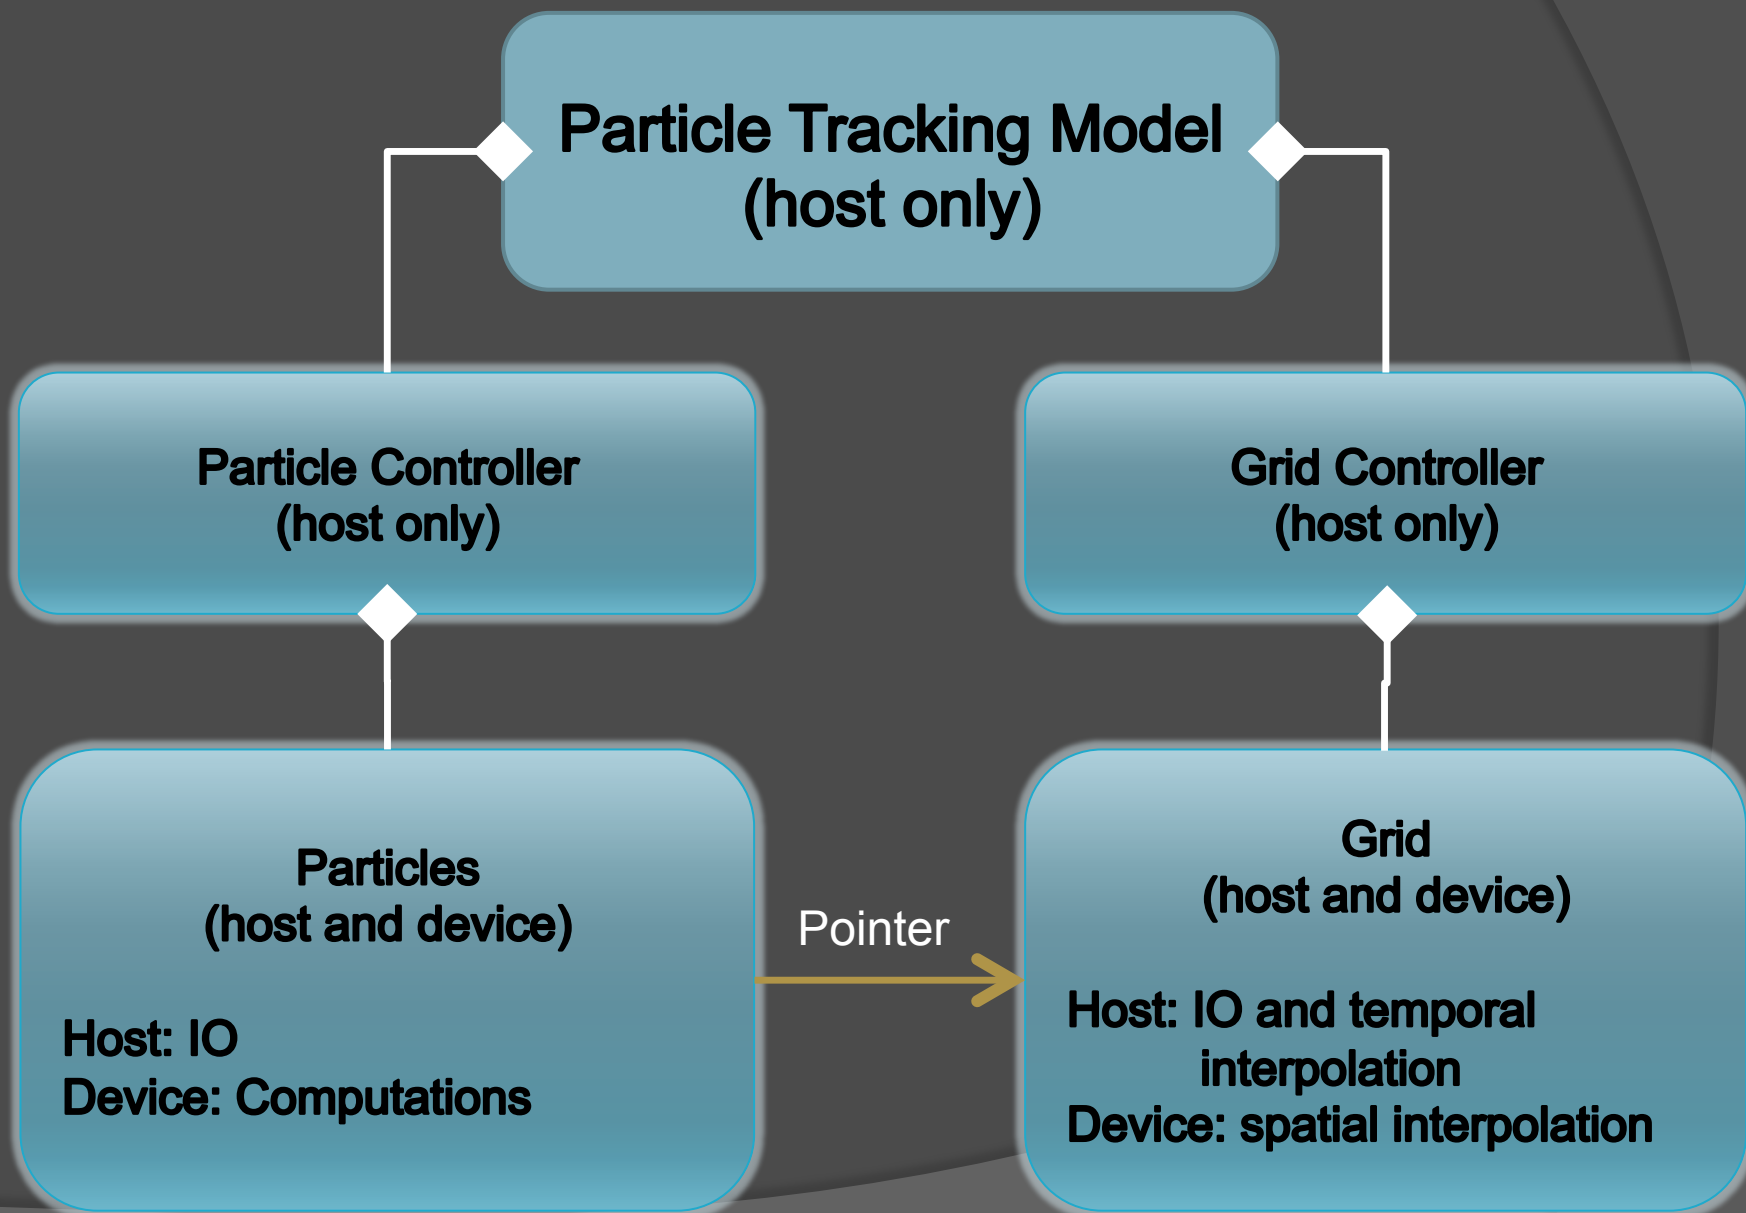 Particle Tracking Model
(host only)
Particle Controller
(host only)
Grid Controller
(host only)
Particles
(host and device)
Host: IO
Device: Computations
Pointer
Grid
(host and device)
Host: IO and temporal
interpolation
Device: spatial interpolation